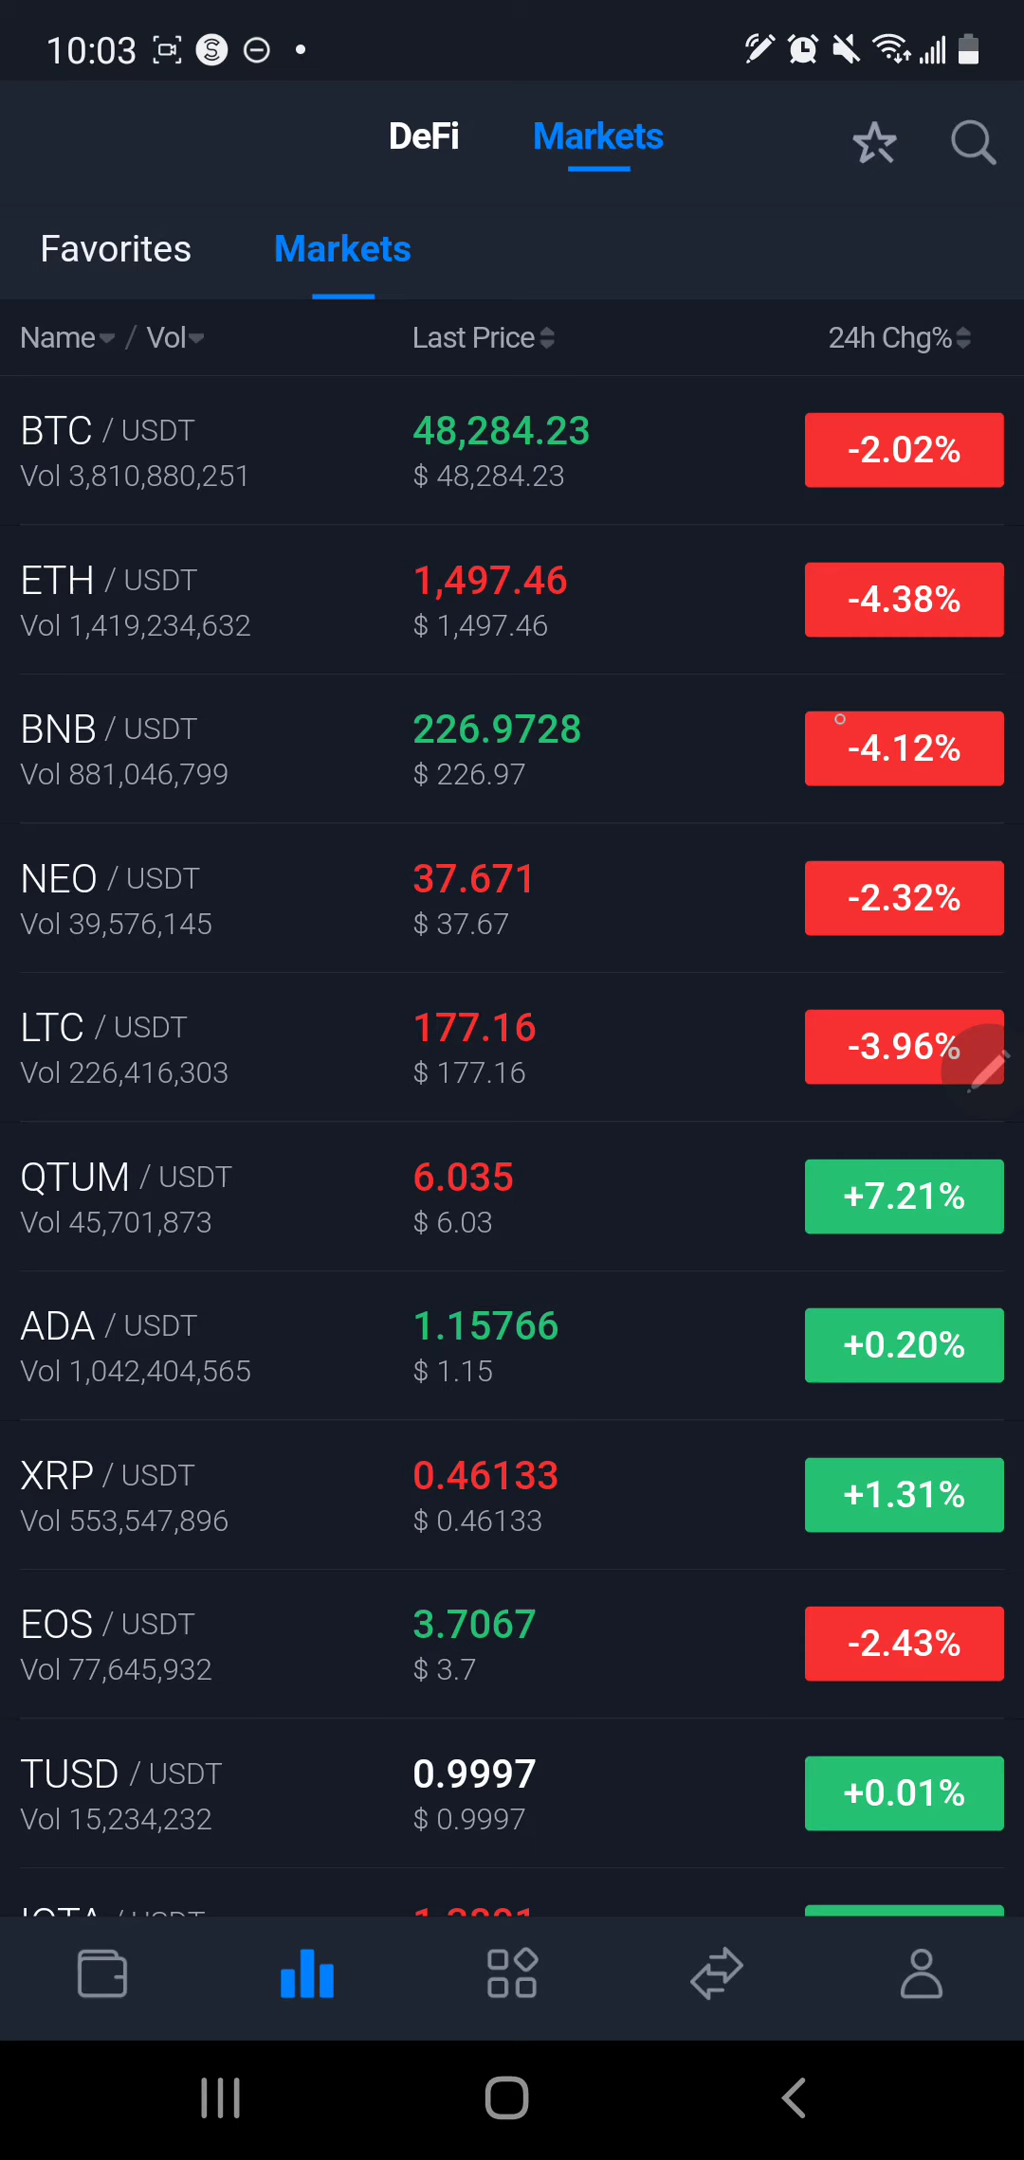 10:03
DeFi Markets
Favorites Markets
Name / Vol Last Price 24h Chg%
BTC / USDT 48,284.23 -2.02%
Vol 3,810,880,251 $ 48,284.23
ETH / USDT 1,497.46 -4.38%
Vol 1,419,234,632 $ 1,497.46
BNB / USDT 226.9728 -4.12%
Vol 881,046,799 $ 226.97
NEO / USDT 37.671 -2.32%
Vol 39,576,145 $ 37.67
LTC / USDT 177.16 -3.96%
Vol 226,416,303 $ 177.16
QTUM / USDT 6.035 +7.21%
Vol 45,701,873 $ 6.03
ADA / USDT 1.15766 +0.20%
Vol 1,042,404,565 $ 1.15
XRP / USDT 0.46133 +1.31%
Vol 553,547,896 $ 0.46133
EOS / USDT 3.7067 -2.43%
Vol 77,645,932 $ 3.7
TUSD / USDT 0.9997 +0.01%
Vol 15,234,232 $ 0.9997
IOTA / USDT